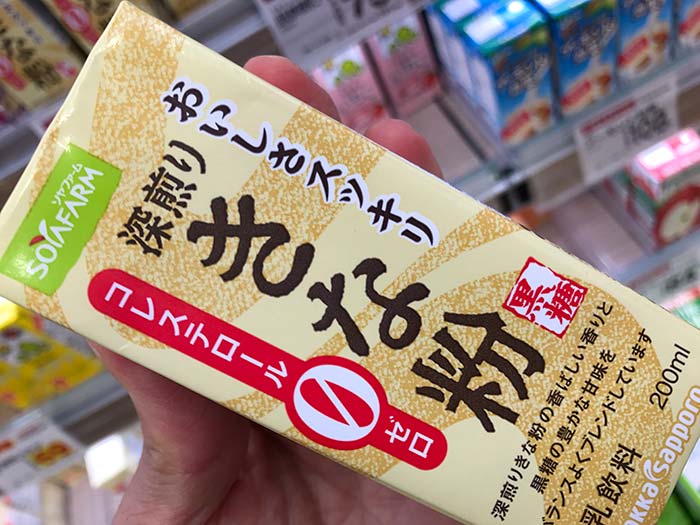 ソヤファーム
SOYAFARM
おいしさスッキリ
深煎り
きな粉
黒糖
コレステロール
0
ゼロ
深煎りきな粉の香ばしい香りと
黒糖の豊かな甘味を
バランスよくブレンドしています
200ml
乳飲料
Sapporo